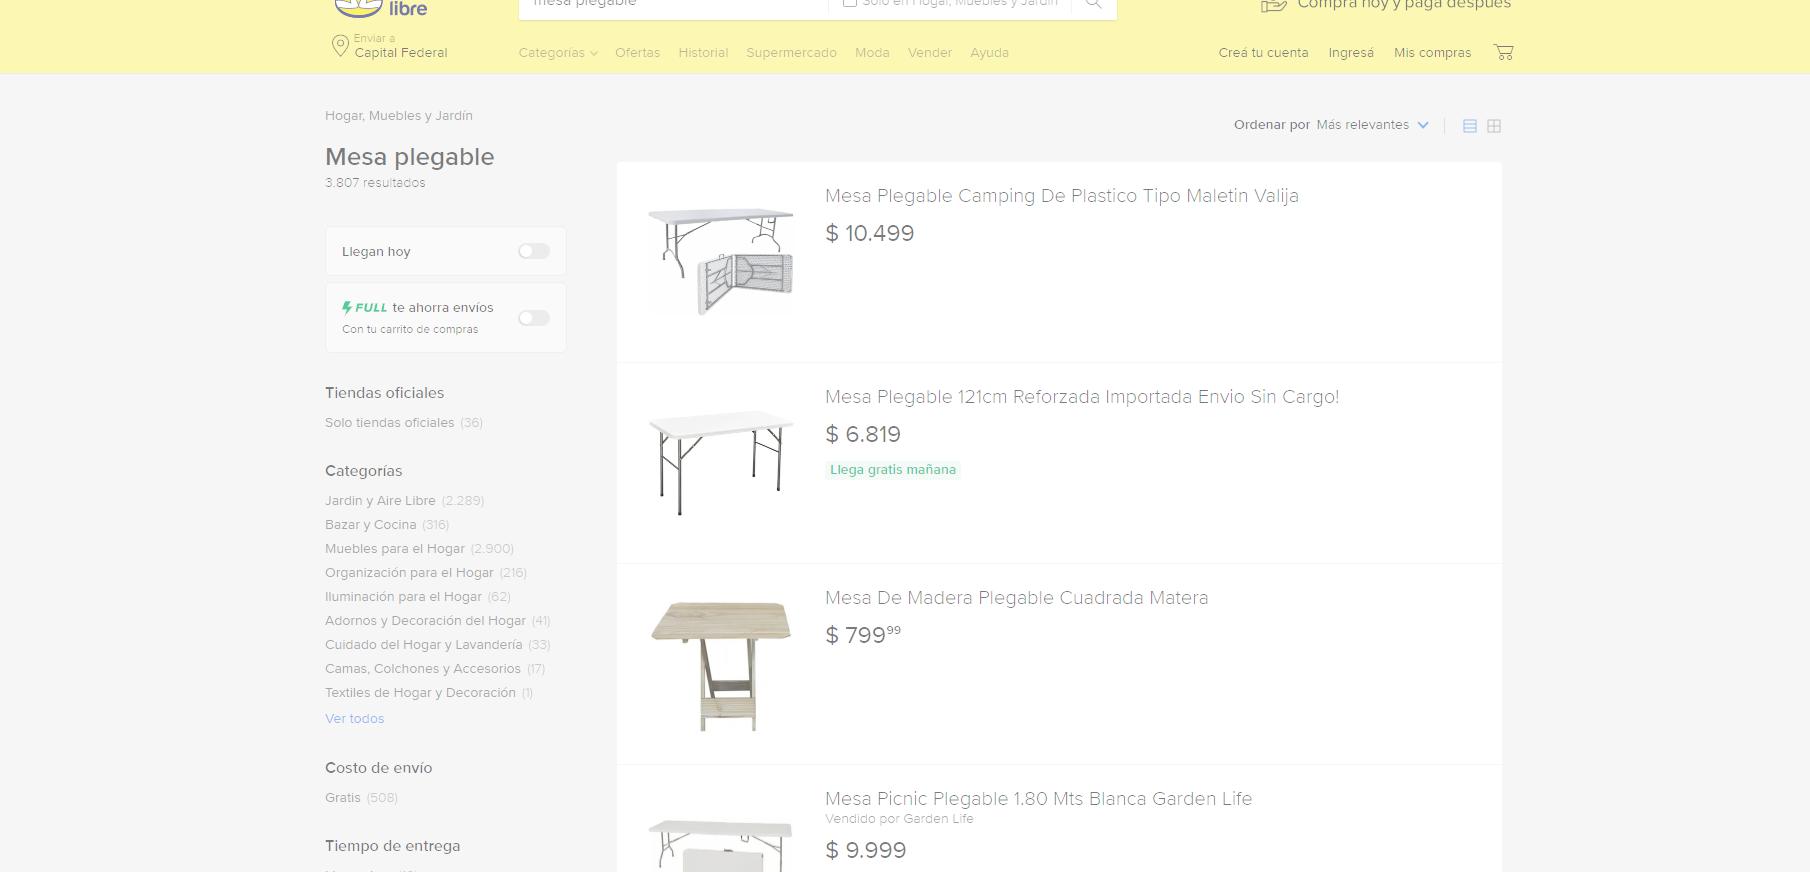 libre
mesa plegable
Solo en Hogar, Muebles y Jardín
Comprá hoy y pagá después
Enviar a
Capital Federal
Categorías
Ofertas
Historial
Supermercado
Moda
Vender
Ayuda
Creá tu cuenta
Ingresá
Mis compras
Hogar, Muebles y Jardín
Mesa plegable
3.807 resultados
Ordenar por Más relevantes
Llegan hoy
FULL te ahorra envíos
Con tu carrito de compras
Tiendas oficiales
Solo tiendas oficiales (36)
Categorías
Jardin y Aire Libre (2.289)
Bazar y Cocina (316)
Muebles para el Hogar (2.900)
Organización para el Hogar (216)
Iluminación para el Hogar (62)
Adornos y Decoración del Hogar (41)
Cuidado del Hogar y Lavandería (33)
Camas, Colchones y Accesorios (17)
Textiles de Hogar y Decoración (1)
Ver todos
Costo de envío
Gratis (508)
Tiempo de entrega
Mesa Plegable Camping De Plastico Tipo Maletin Valija
$ 10.499
Mesa Plegable 121cm Reforzada Importada Envio Sin Cargo!
$ 6.819
Llega gratis mañana
Mesa De Madera Plegable Cuadrada Matera
$ 799 99
Mesa Picnic Plegable 1.80 Mts Blanca Garden Life
Vendido por Garden Life
$ 9.999